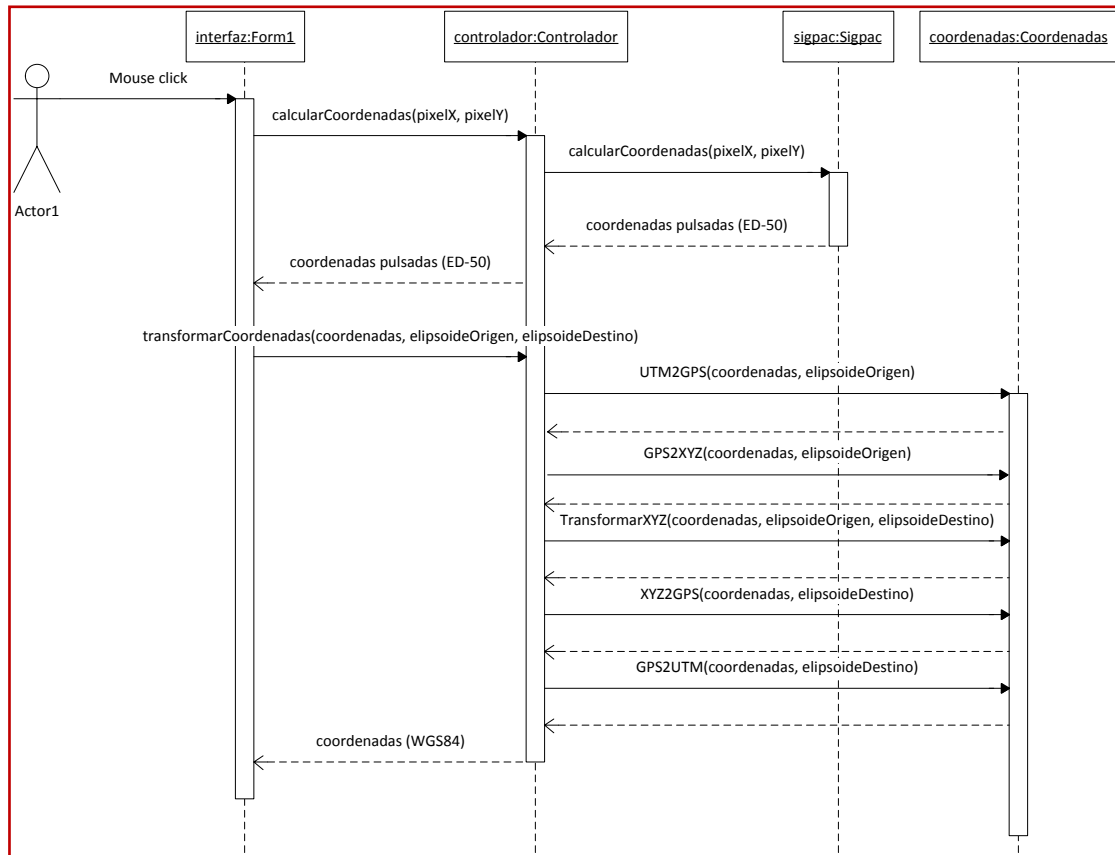 interfaz:Form1
controlador:Controlador
sigpac:Sigpac
coordenadas:Coordenadas
Mouse click
calcularCoordenadas(pixelX, pixelY)
calcularCoordenadas(pixelX, pixelY)
Actor1
coordenadas pulsadas (ED-50)
coordenadas pulsadas (ED-50)
transformarCoordenadas(coordenadas, elipsoideOrigen, elipsoideDestino)
UTM2GPS(coordenadas, elipsoideOrigen)
GPS2XYZ(coordenadas, elipsoideOrigen)
TransformarXYZ(coordenadas, elipsoideOrigen, elipsoideDestino)
XYZ2GPS(coordenadas, elipsoideDestino)
GPS2UTM(coordenadas, elipsoideDestino)
coordenadas (WGS84)